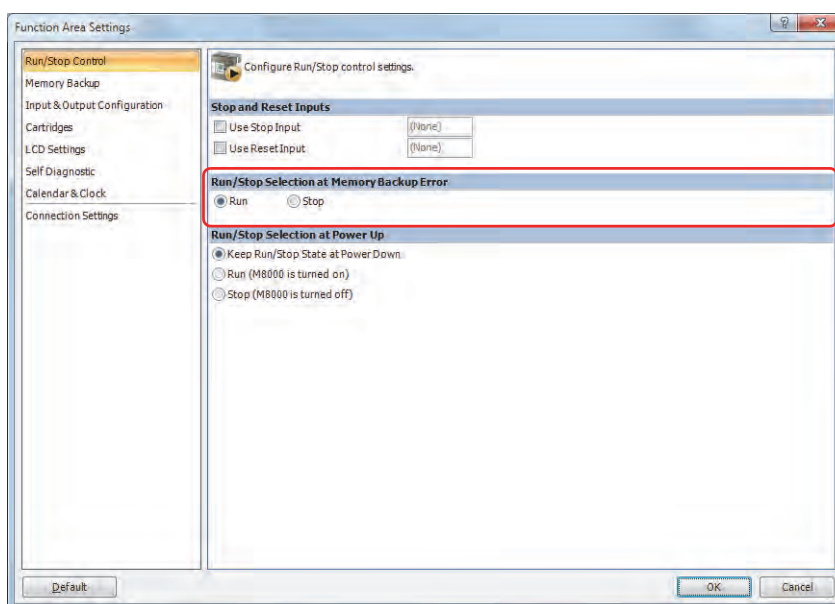 Function Area Settings
Run/Stop Control
Memory Backup
Input & Output Configuration
Cartridges
LCD Settings
Self Diagnostic
Calendar & Clock
Connection Settings
Configure Run/Stop control settings.
Stop and Reset Inputs
Use Stop Input (None)
Use Reset Input (None)
Run/Stop Selection at Memory Backup Error
Run Stop
Run/Stop Selection at Power Up
Keep Run/Stop State at Power Down
Run (M8000 is turned on)
Stop (M8000 is turned off)
Default OK Cancel